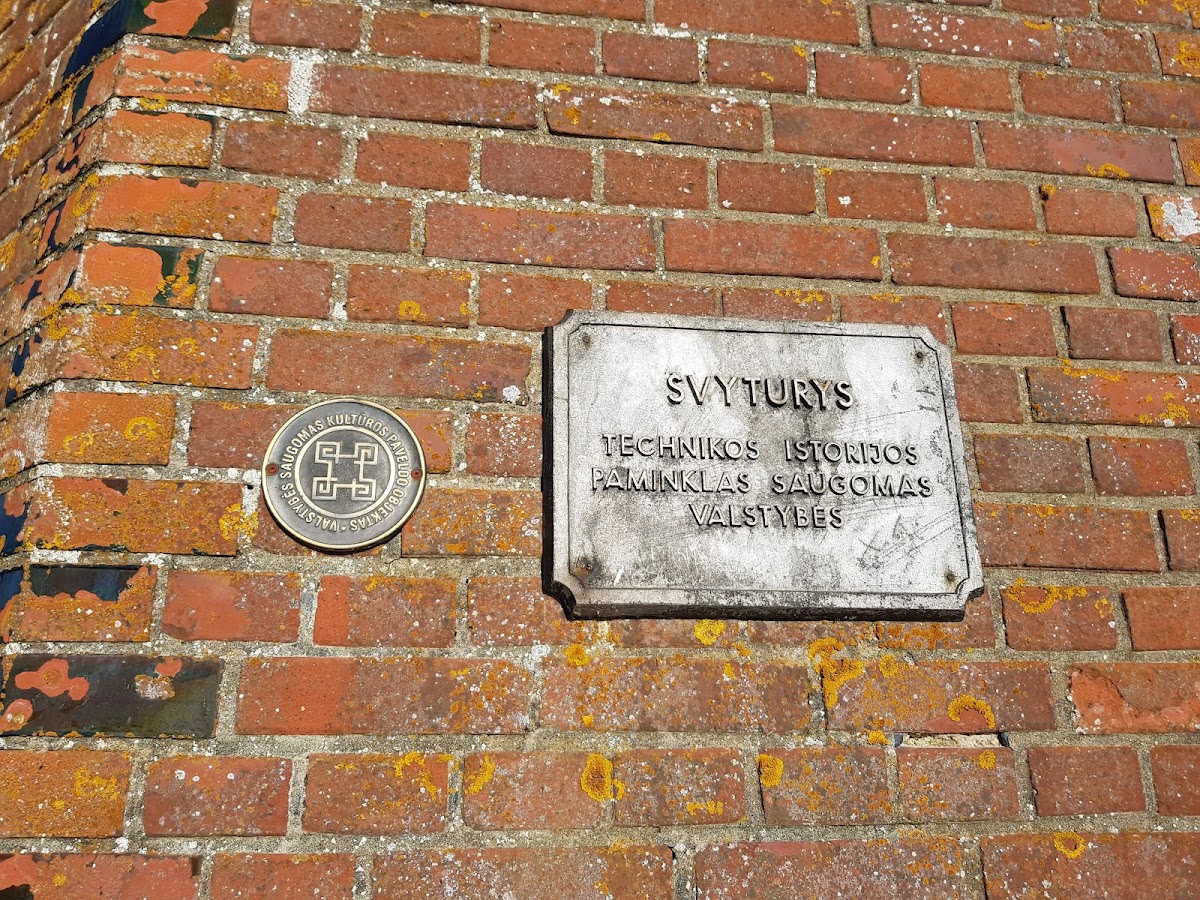 VALSTYBĖS SAUGOMAS KULTŪROS PAVELDO OBJEKTAS •
ŠVYTURYS
TECHNIKOS ISTORIJOS
PAMINKLAS SAUGOMAS
VALSTYBĖS